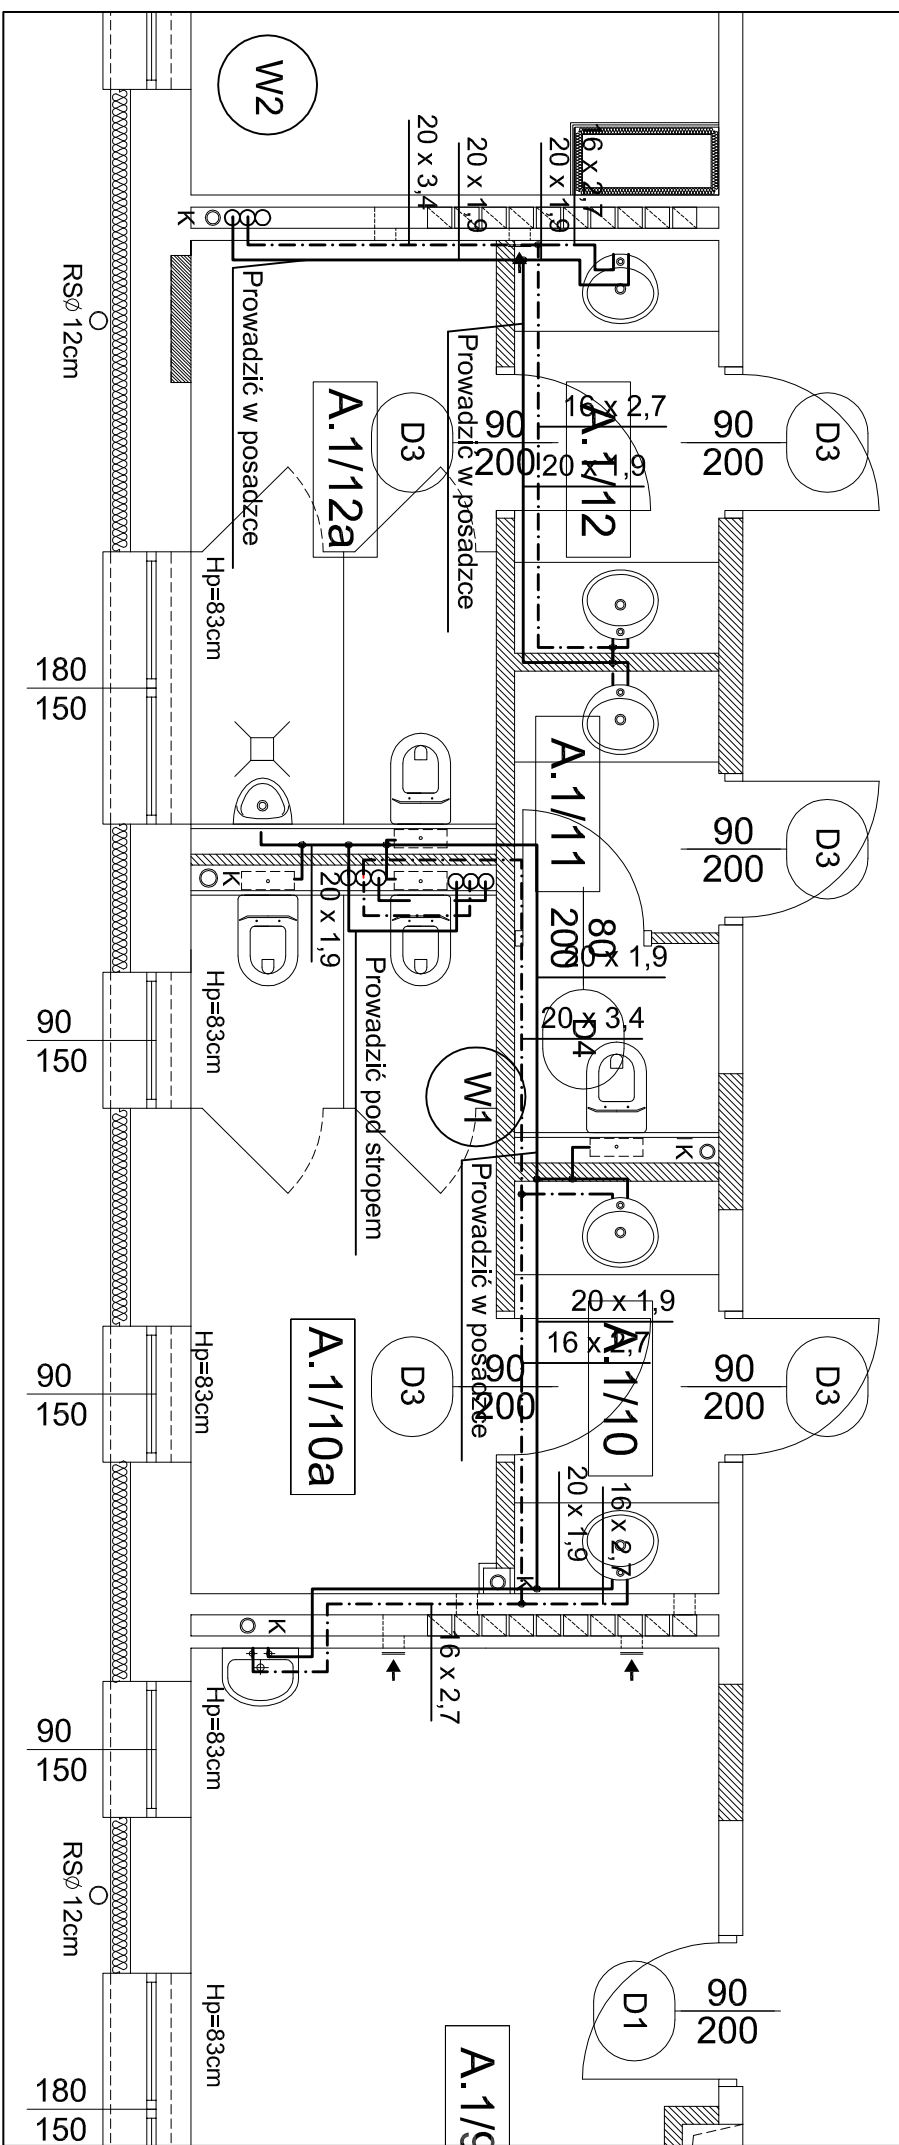 W2
20 x 3,4
20 x 1,9
20 x 1,9
16 x 2,7
K
RSø 12cm
Prowadzić w posadzce
Prowadzić w posadzce
A.1/12a
D3
90
200
16 x 2,7
20 x 1,9
A.1/12
90
200
D3
Hp=83cm
180
150
A.1/11
90
200
D3
K
20 x 1,9
80
200
20 x 1,9
20 x 3,4
D4
Hp=83cm
90
150
Prowadzić pod stropem
W1
K
Prowadzić w posadzce
20 x 1,9
16 x 2,7
A.1/10
A.1/10a
D3
90
200
90
200
D3
Hp=83cm
90
150
20 x 1,9
16 x 2,7
K
K
16 x 2,7
Hp=83cm
90
150
RSø 12cm
D1
90
200
Hp=83cm
180
150
A.1/9